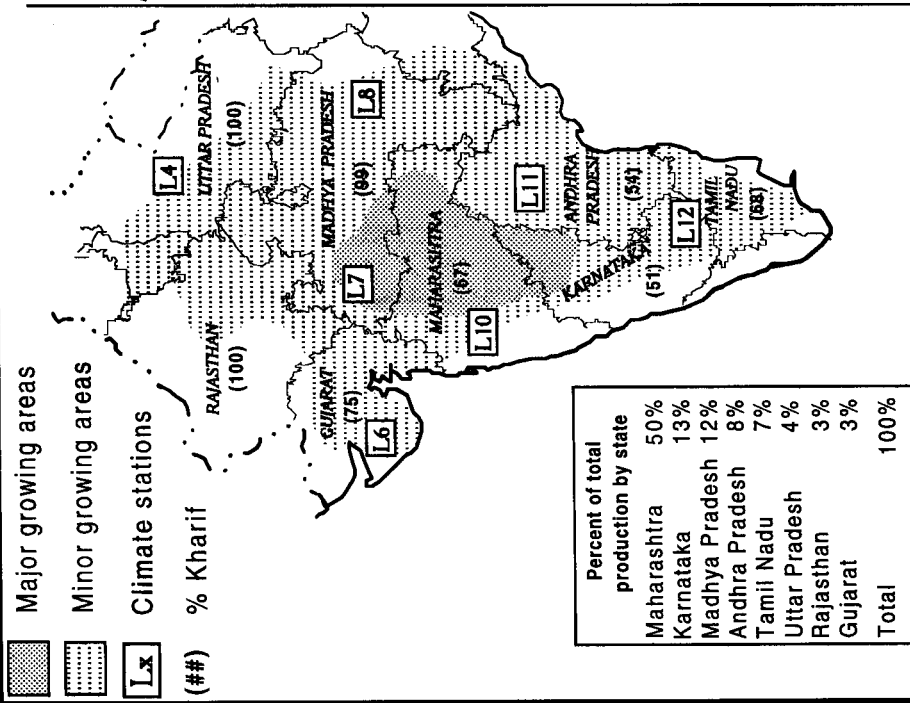 Major growing areas
Minor growing areas
Lx Climate stations
(##) % Kharif
L4
UTTAR PRADESH
(100)
RAJASTHAN
(100)
MADHYA PRADESH
(99)
L8
GUJARAT
(75)
L6
L7
MAHARASHTRA
(67)
L10
L11
ANDHRA
PRADESH
(54)
KARNATAKA
(51)
L12
TAMIL
NADU
Percent of total
production by state
Maharashtra 50%
Karnataka 13%
Madhya Pradesh 12%
Andhra Pradesh 8%
Tamil Nadu 7%
Uttar Pradesh 4%
Rajasthan 3%
Gujarat 3%
Total 100%